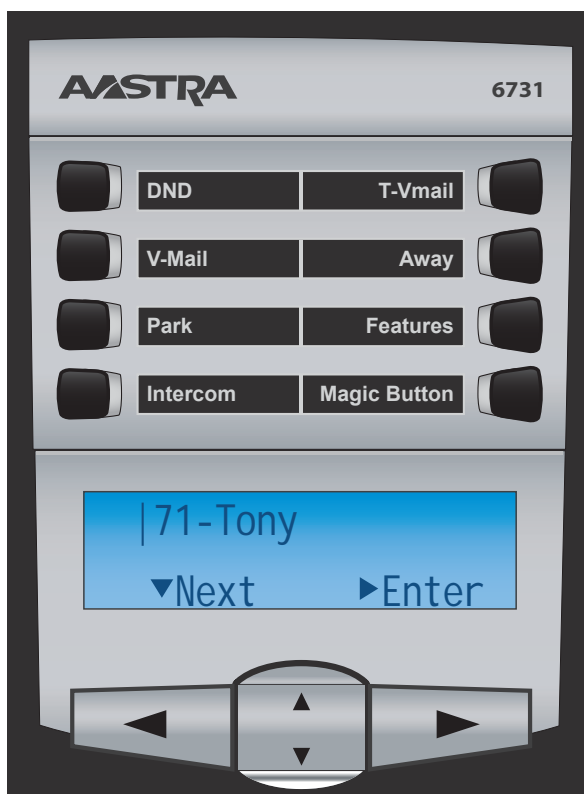 AASTRA 6731
DND T-Vmail
V-Mail Away
Park Features
Intercom Magic Button
|71-Tony
▼Next ►Enter